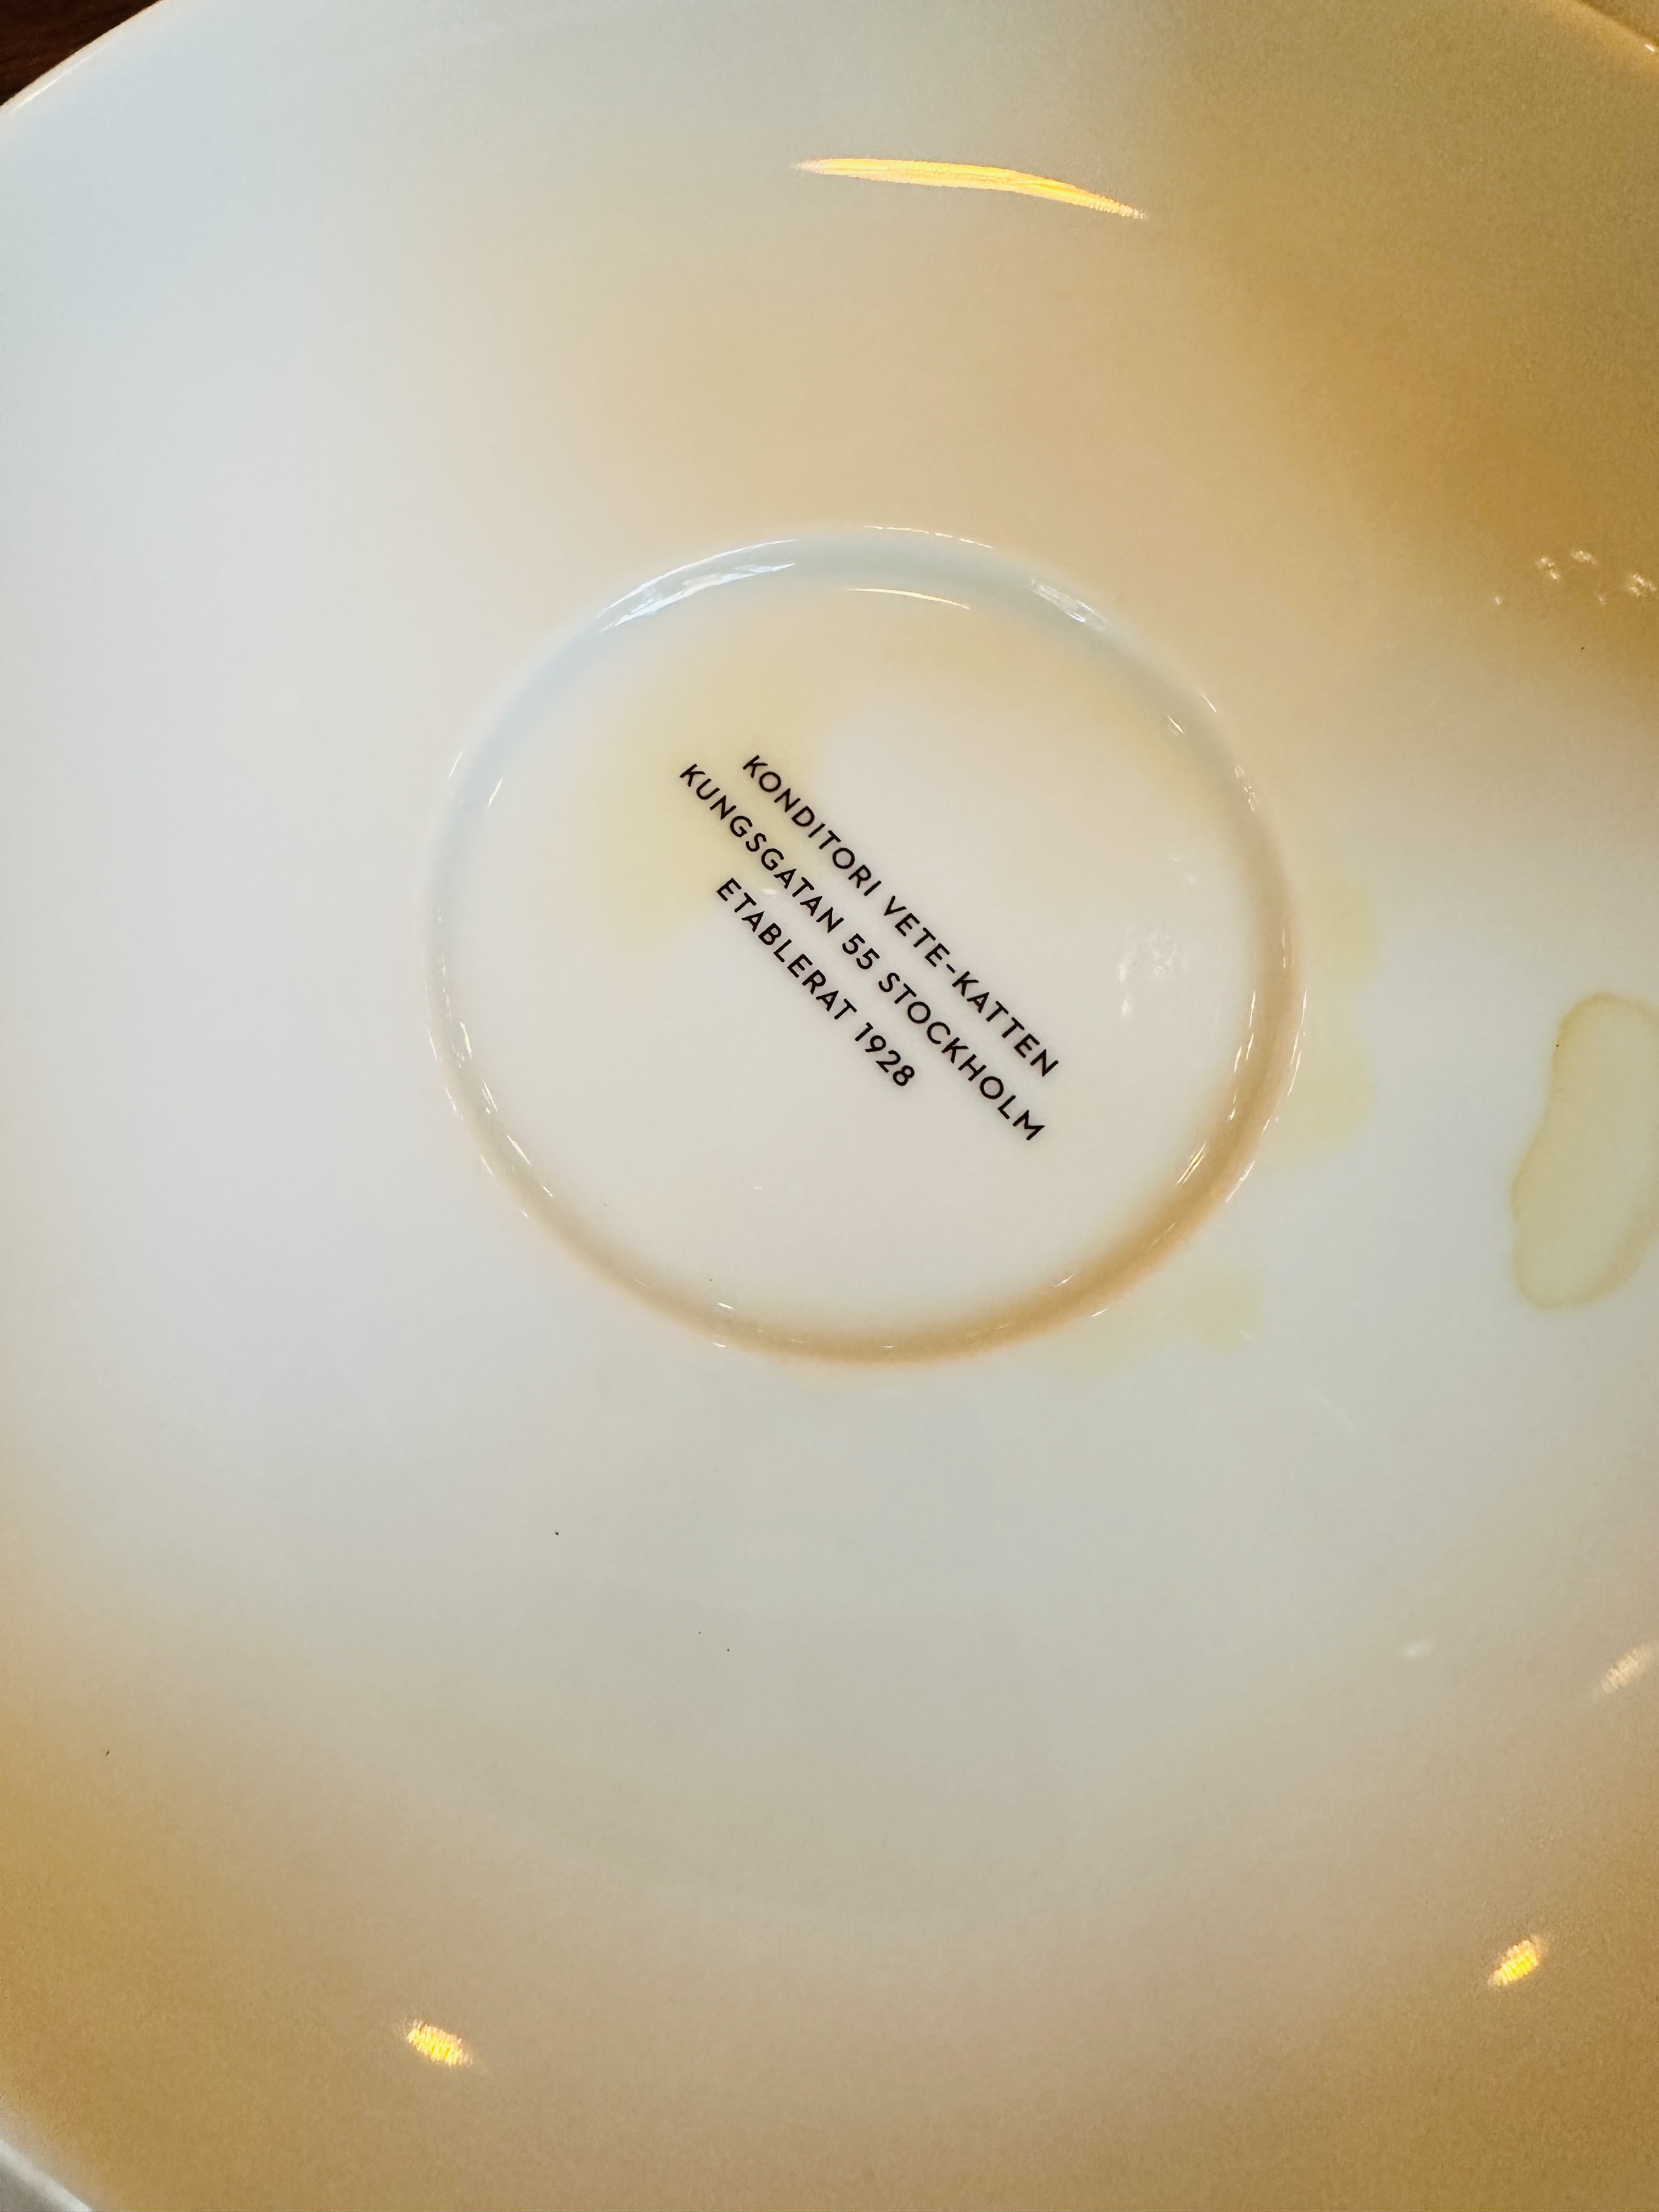 KONDITORI VETE-KATTEN
KUNGSGATAN 55 STOCKHOLM
ETABLERAT 1928